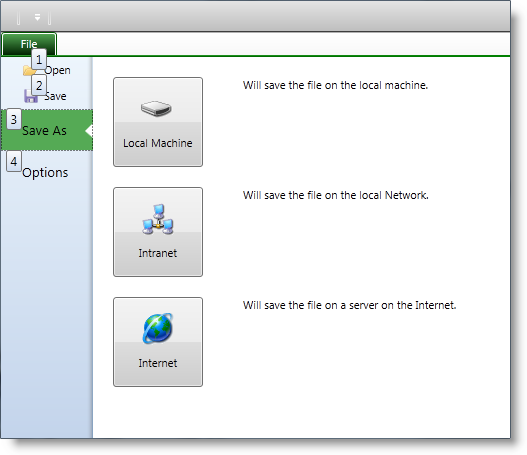 File
1
Open
2
Save
3
Save As
4
Options
Local Machine
Will save the file on the local machine.
Intranet
Will save the file on the local Network.
Internet
Will save the file on a server on the Internet.